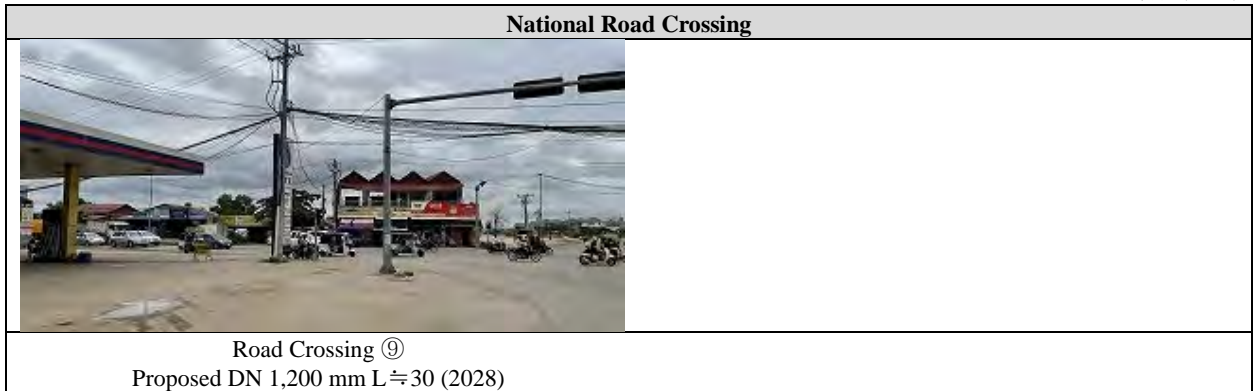 National Road Crossing
Road Crossing ⑨
Proposed DN 1,200 mm L≒30 (2028)